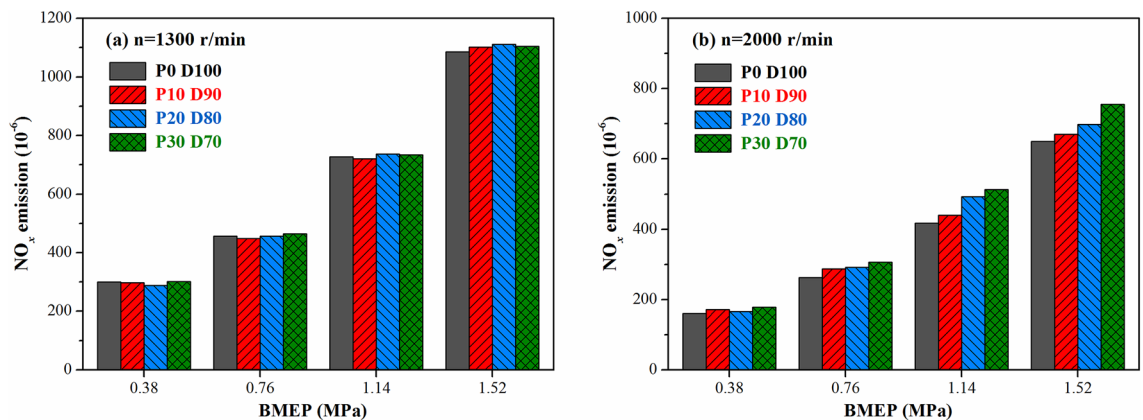 (a) n=1300 r/min
P0 D100
P10 D90
P20 D80
P30 D70
NOx emission (10-6)
1200
1000
800
600
400
200
0
0.38 0.76 1.14 1.52
BMEP (MPa)
(b) n=2000 r/min
P0 D100
P10 D90
P20 D80
P30 D70
NOx emission (10-6)
1000
800
600
400
200
0
0.38 0.76 1.14 1.52
BMEP (MPa)